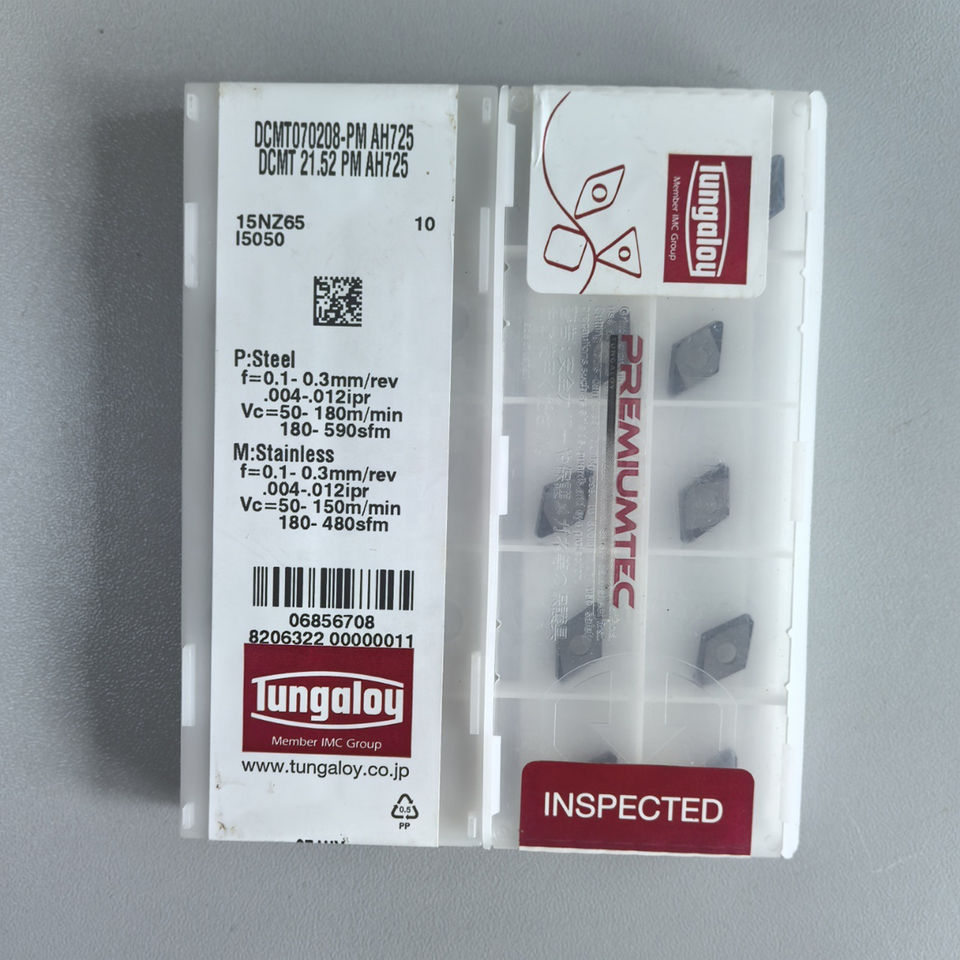 DCMT070208-PM AH725
DCMT 21.52 PM AH725
15NZ65 10
I5050
P:Steel
f=0.1- 0.3mm/rev
.004-.012ipr
Vc=50- 180m/min
180- 590sfm
M:Stainless
f=0.1- 0.3mm/rev
.004-.012ipr
Vc=50- 150m/min
180- 480sfm
06856708
8206322 00000011
Tungaloy
Member IMC Group
www.tungaloy.co.jp
0.5
PP
Tungaloy
Member IMC Group
PREMIUMTEC
INSPECTED